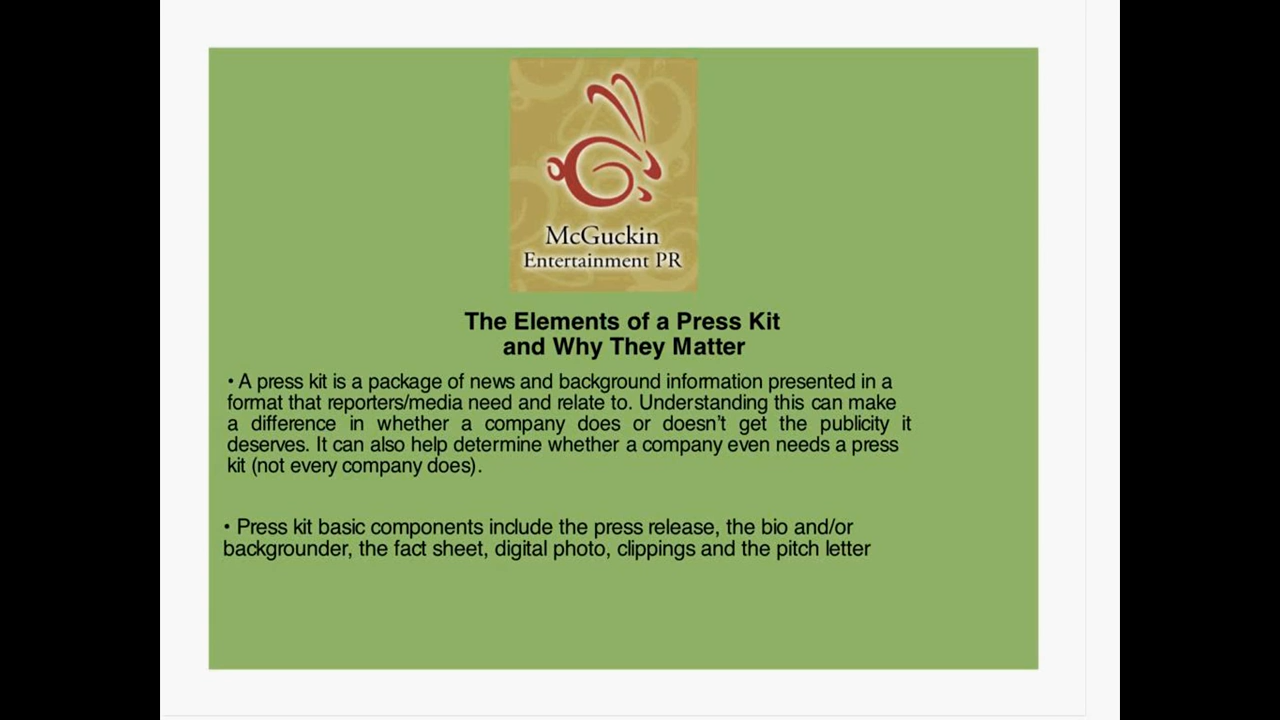 McGuckin
Entertainment PR
The Elements of a Press Kit
and Why They Matter
• A press kit is a package of news and background information presented in a
format that reporters/media need and relate to. Understanding this can make
a difference in whether a company does or doesn’t get the publicity it
deserves. It can also help determine whether a company even needs a press
kit (not every company does).
• Press kit basic components include the press release, the bio and/or
backgrounder, the fact sheet, digital photo, clippings and the pitch letter